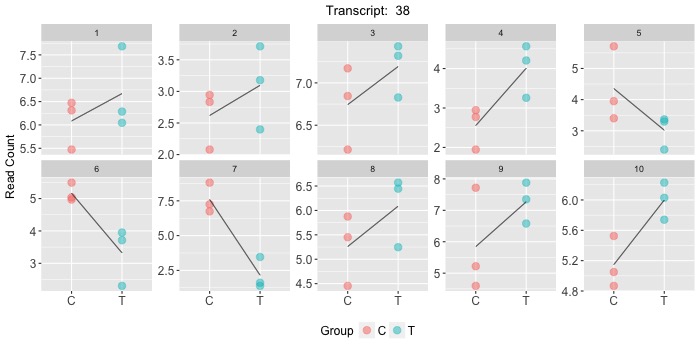 Transcript: 38
Read Count
1 2 3 4 5
7.5 7.0 6.5 6.0 5.5
3.5 3.0 2.5 2.0
7.0 6.5
4 3 2
5 4 3
6 7 8 9 10
5 4 3
7.5 5.0 2.5
6.5 6.0 5.5 5.0 4.5
9 8 7 6 5
6.0 5.6 5.2 4.8
C T C T C T C T C T
Group C T